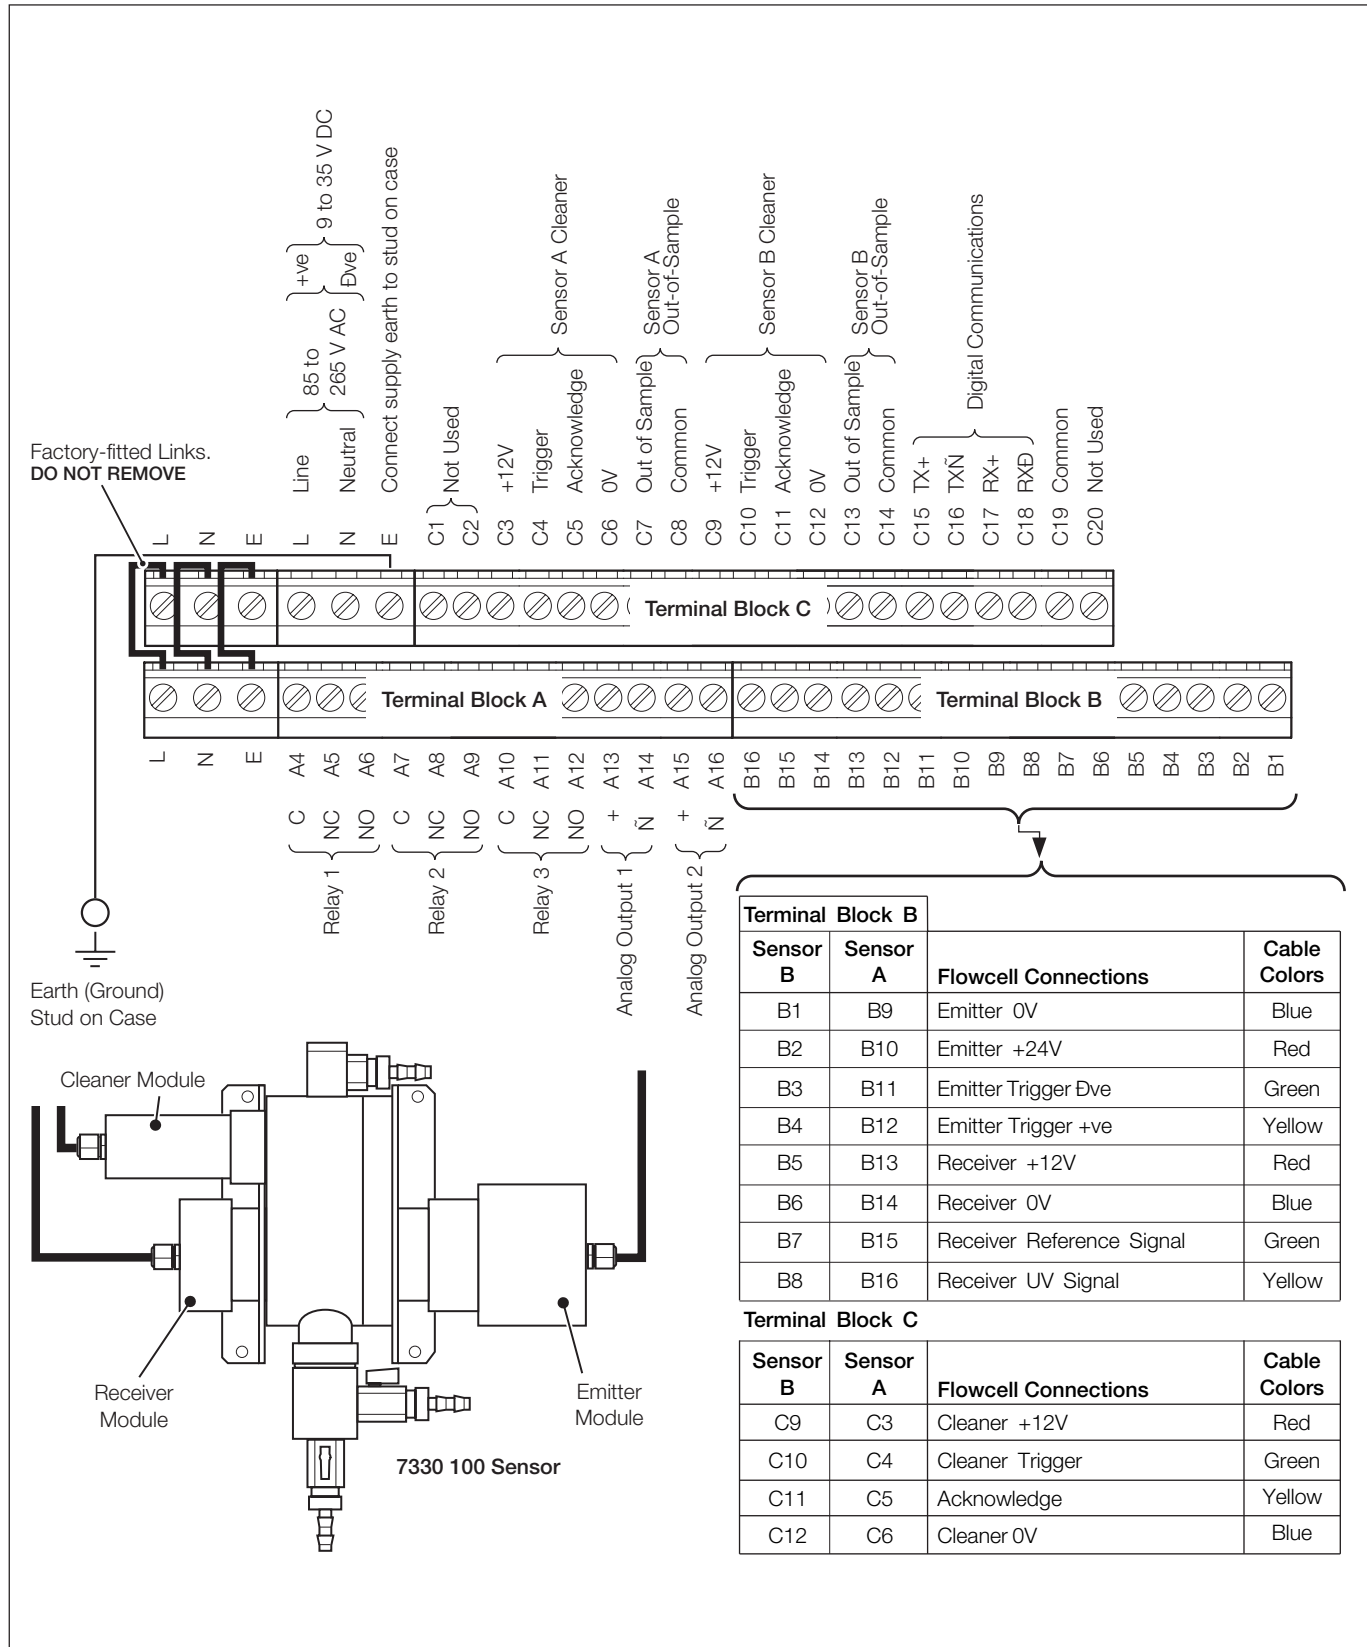 9 to 35 V DC
+ve
Ðve
85 to
265 V AC
Line
Neutral
Connect supply earth to stud on case
Not Used
Sensor A Cleaner
+12V
Trigger
Acknowledge
0V
Sensor A
Out-of-Sample
Out of Sample
Common
Sensor B Cleaner
+12V
Trigger
Acknowledge
0V
Sensor B
Out-of-Sample
Out of Sample
Common
Digital Communications
TX+
TXÑ
RX+
RXÐ
Common
Not Used
Factory-fitted Links.
DO NOT REMOVE
L N E L N E C1 C2 C3 C4 C5 C6 C7 C8 C9 C10 C11 C12 C13 C14 C15 C16 C17 C18 C19 C20
Terminal Block C
Terminal Block A
Terminal Block B
L N E A4 A5 A6 A7 A8 A9 A10 A11 A12 A13 A14 A15 A16 B16 B15 B14 B13 B12 B11 B10 B9 B8 B7 B6 B5 B4 B3 B2 B1
C NC NO C NC NO C NC NO + Ñ + Ñ
Relay 1
Relay 2
Relay 3
Analog Output 1
Analog Output 2
Earth (Ground)
Stud on Case
Cleaner Module
Receiver
Module
Emitter
Module
7330 100 Sensor
Terminal Block B
Sensor B Sensor A Flowcell Connections Cable Colors
B1 B9 Emitter 0V Blue
B2 B10 Emitter +24V Red
B3 B11 Emitter Trigger Ðve Green
B4 B12 Emitter Trigger +ve Yellow
B5 B13 Receiver +12V Red
B6 B14 Receiver 0V Blue
B7 B15 Receiver Reference Signal Green
B8 B16 Receiver UV Signal Yellow
Terminal Block C
Sensor B Sensor A Flowcell Connections Cable Colors
C9 C3 Cleaner +12V Red
C10 C4 Cleaner Trigger Green
C11 C5 Acknowledge Yellow
C12 C6 Cleaner 0V Blue